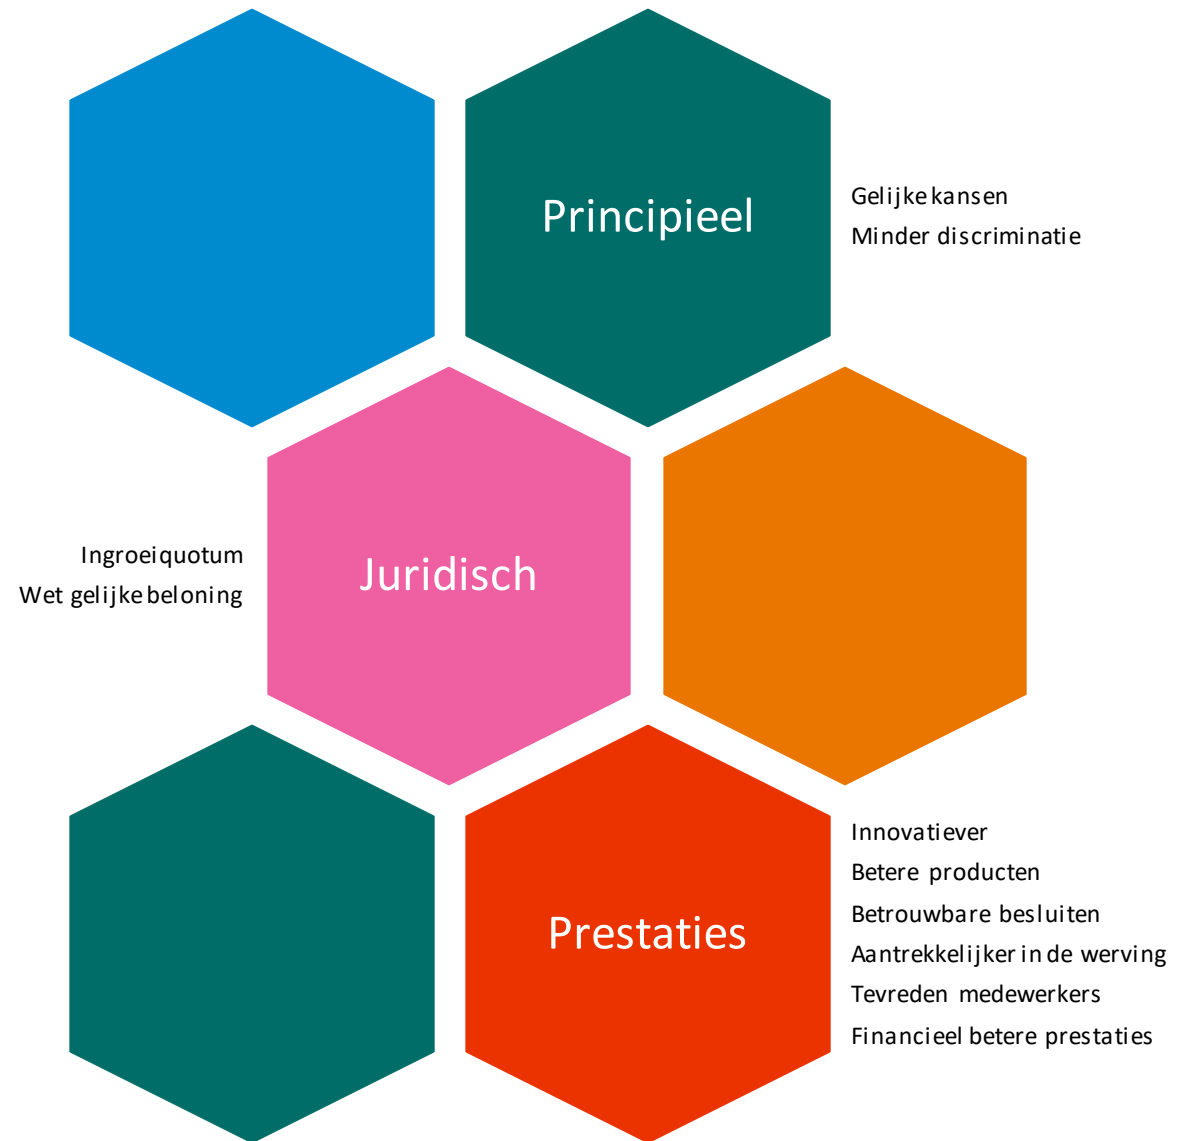 Principieel
Gelijke kansen
Minder discriminatie
Ingroeiquotum
Wet gelijke beloning
Juridisch
Prestaties
Innovatiever
Betere producten
Betrouwbare besluiten
Aantrekkelijker in de werving
Tevreden medewerkers
Financieel betere prestaties